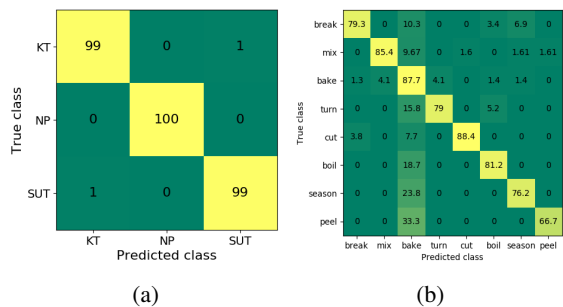 KT 99 0 1
NP 0 100 0
SUT 1 0 99
KT NP SUT
True class
Predicted class
(a)
break 79.3 0 10.3 0 0 3.4 6.9 0
mix 0 85.4 9.67 0 1.6 0 1.61 1.61
bake 1.3 4.1 87.7 4.1 0 1.4 1.4 0
turn 0 0 15.8 79 0 5.2 0 0
cut 3.8 0 7.7 0 88.4 0 0 0
boil 0 0 18.7 0 0 81.2 0 0
season 0 0 23.8 0 0 0 76.2 0
peel 0 0 33.3 0 0 0 0 66.7
break mix bake turn cut boil season peel
True class
Predicted class
(b)